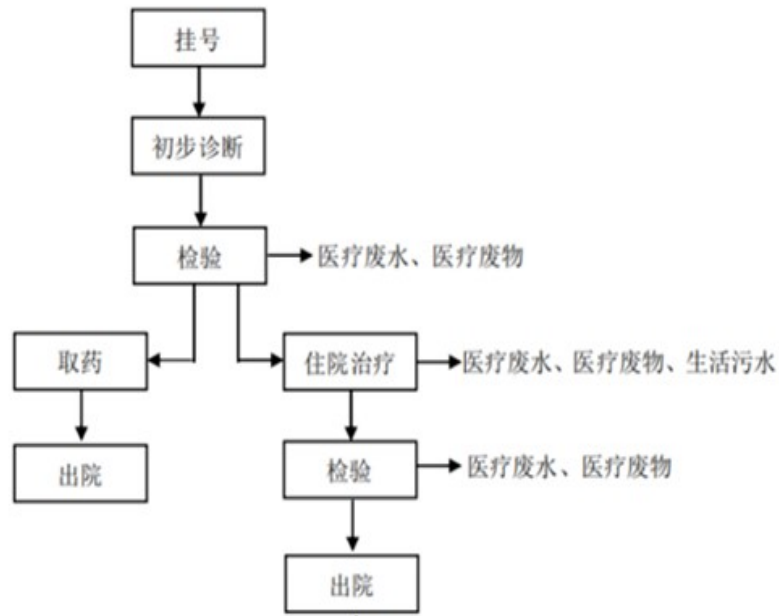 挂号
初步诊断
检验
医疗废水、医疗废物
取药
住院治疗
医疗废水、医疗废物、生活污水
出院
检验
医疗废水、医疗废物
出院